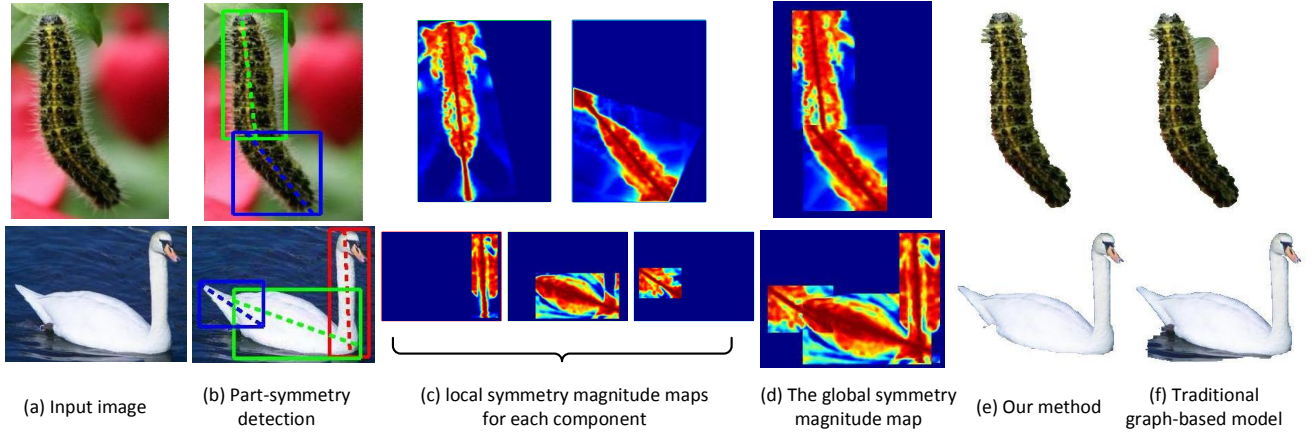 (a) Input image
(b) Part-symmetry
detection
(c) local symmetry magnitude maps
for each component
(d) The global symmetry
magnitude map
(e) Our method
(f) Traditional
graph-based model